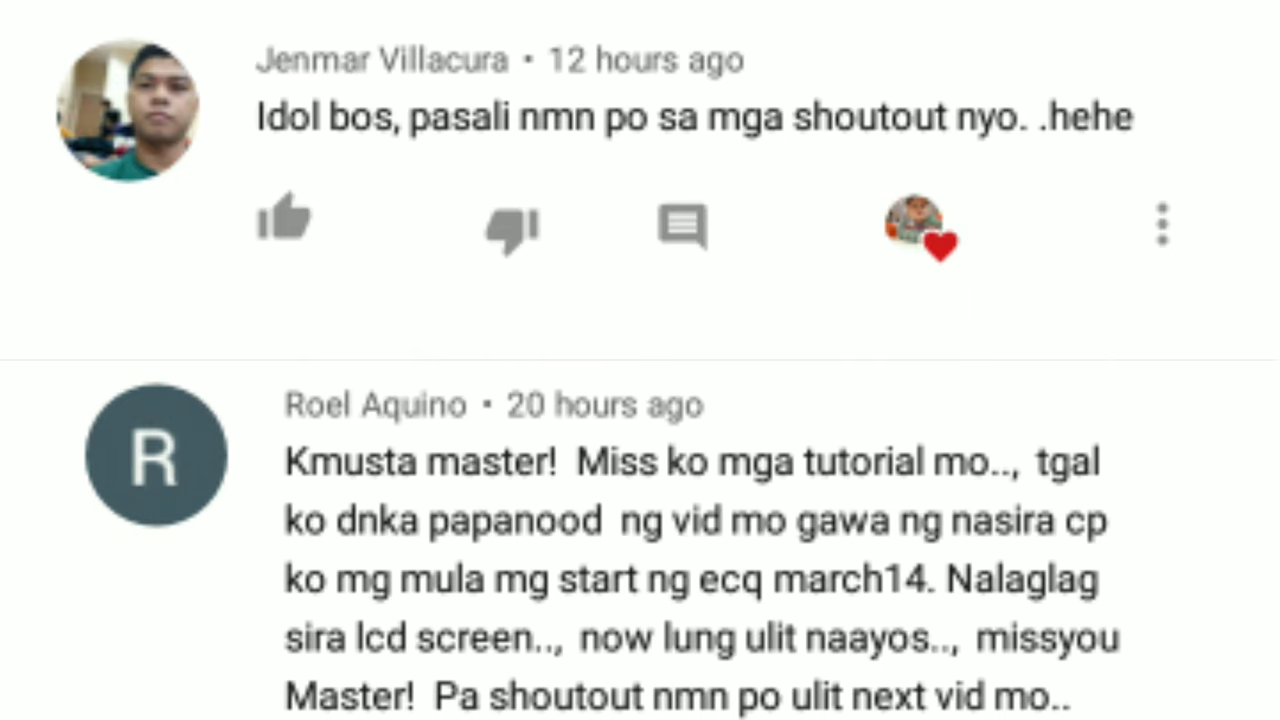 Jenmar Villacura • 12 hours ago
Idol bos, pasali nmn po sa mga shoutout nyo. .hehe
R
Roel Aquino • 20 hours ago
Kmusta master! Miss ko mga tutorial mo.., tgal
ko dnka papanood ng vid mo gawa ng nasira cp
ko mg mula mg start ng ecq march14. Nalaglag
sira lcd screen.., now lung ulit naayos.., missyou
Master! Pa shoutout nmn po ulit next vid mo..